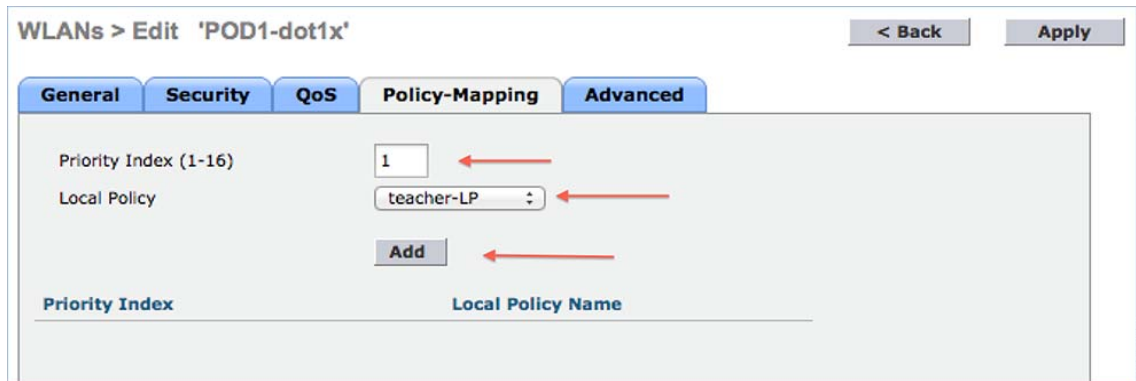 WLANs > Edit 'POD1-dot1x'
< Back
Apply
General
Security
QoS
Policy-Mapping
Advanced
Priority Index (1-16)
1
Local Policy
teacher-LP
Add
Priority Index
Local Policy Name